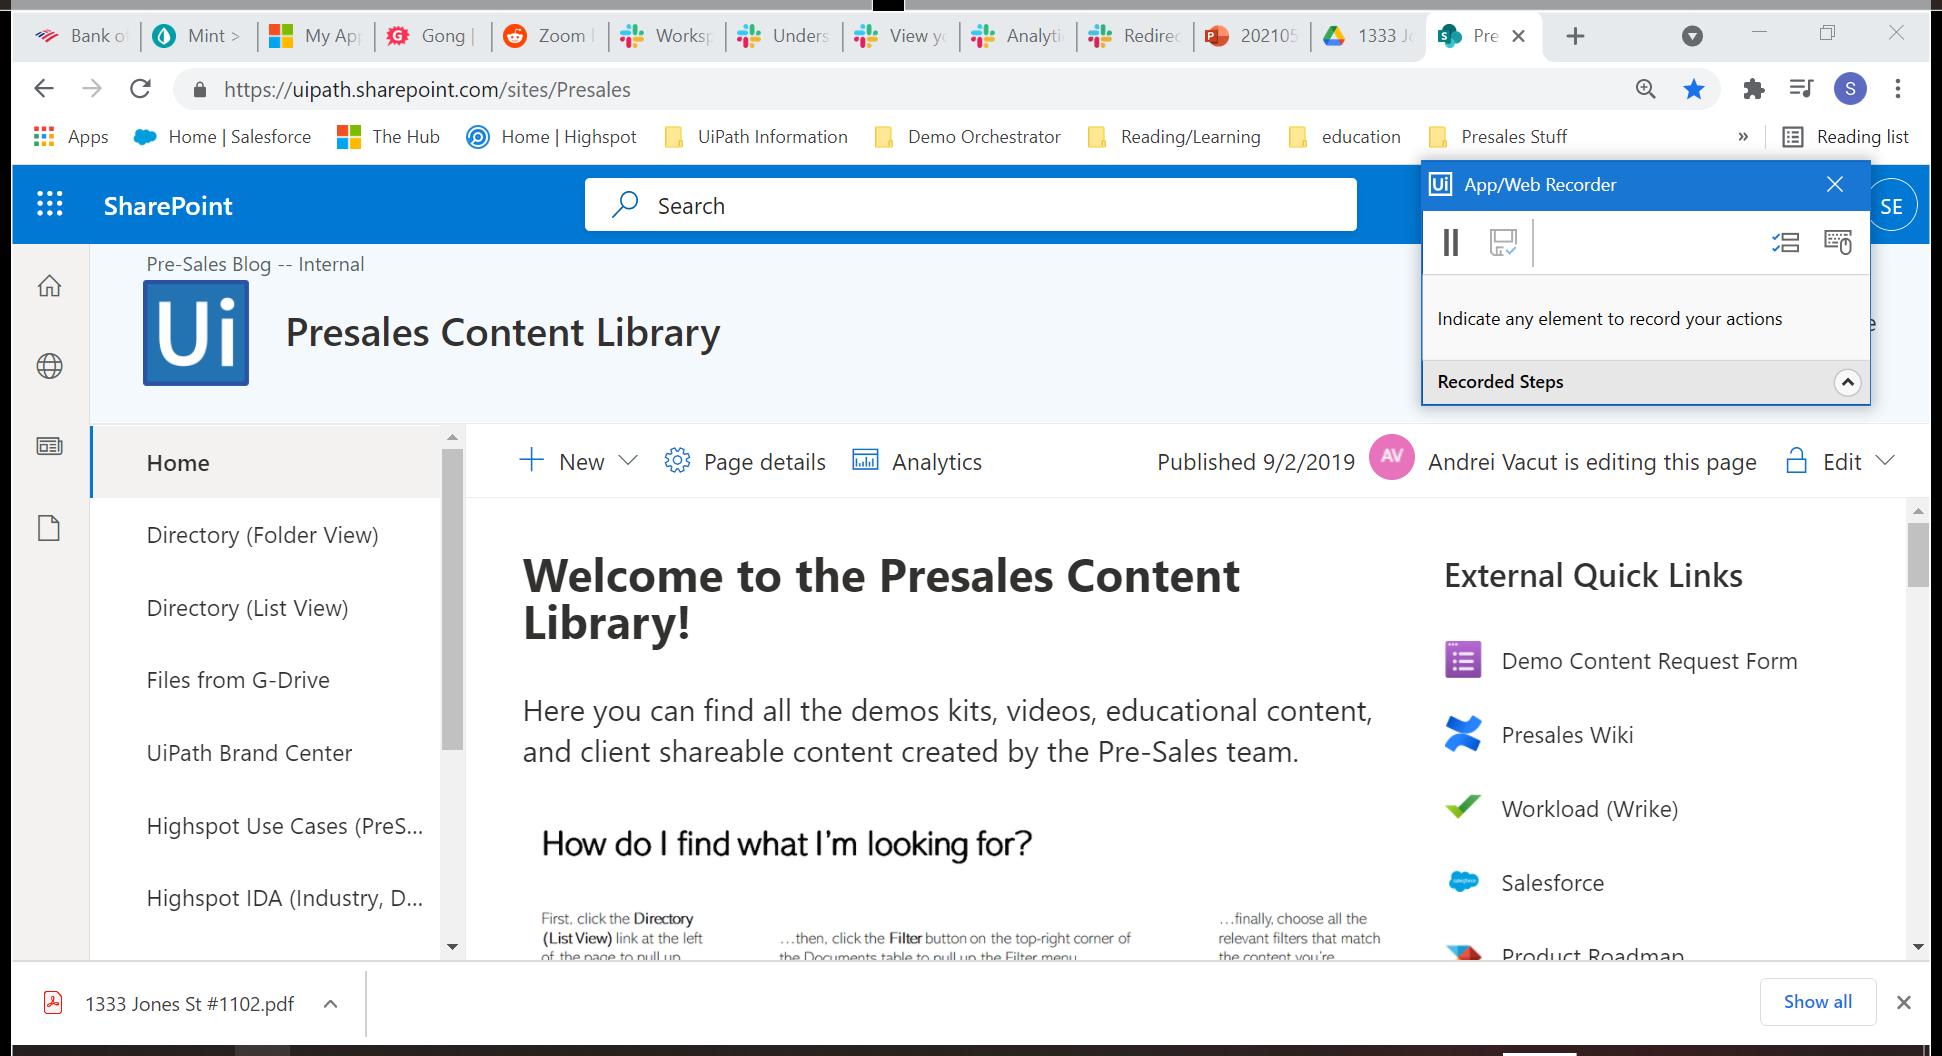 Bank of
Mint >
My App
Gong |
Zoom
Worksp
Unders
View yo
Analyti
Redirec
202105
1333 Jo
Pre
https://uipath.sharepoint.com/sites/Presales
S
Apps
Home | Salesforce
The Hub
Home | Highspot
UiPath Information
Demo Orchestrator
Reading/Learning
education
Presales Stuff
»
Reading list
SharePoint
Search
Ui App/Web Recorder
SE
Indicate any element to record your actions
Recorded Steps
Pre-Sales Blog -- Internal
Ui
Presales Content Library
Home
Directory (Folder View)
Directory (List View)
Files from G-Drive
UiPath Brand Center
Highspot Use Cases (PreS...
Highspot IDA (Industry, D...
New
Page details
Analytics
Published 9/2/2019
AV
Andrei Vacut is editing this page
Edit
Welcome to the Presales Content
Library!
Here you can find all the demos kits, videos, educational content,
and client shareable content created by the Pre-Sales team.
How do I find what I'm looking for?
First, click the Directory
(List View) link at the left
of the page to pull up
...then, click the Filter button on the top-right corner of
the Documents table to pull up the Filter menu
...finally, choose all the
relevant filters that match
the content you're
External Quick Links
Demo Content Request Form
Presales Wiki
Workload (Wrike)
Salesforce
Product Roadmap
1333 Jones St #1102.pdf
Show all